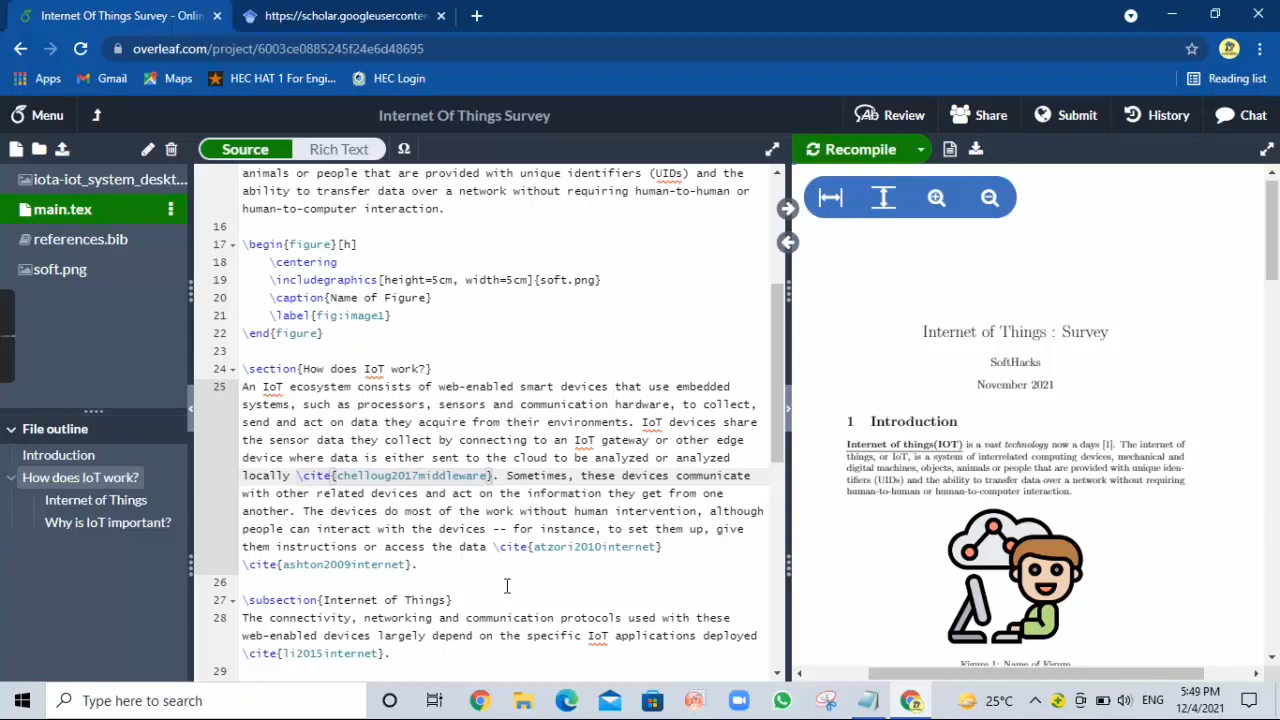 Internet Of Things Survey - Onlin
https://scholar.googleuserconten
overleaf.com/project/6003ce0885245f24e6d48695
Apps Gmail Maps HEC HAT 1 For Engi... HEC Login Reading list
Menu Internet Of Things Survey Review Share Submit History Chat
Source Rich Text Ω Recompile
iota-iot_system_deskt...
main.tex
references.bib
soft.png
File outline
Introduction
How does IoT work?
Internet of Things
Why is IoT important?
animals or people that are provided with unique identifiers (UIDs) and the
ability to transfer data over a network without requiring human-to-human or
human-to-computer interaction.
16
17 \begin{figure}[h]
18 \centering
19 \includegraphics[height=5cm, width=5cm]{soft.png}
20 \caption{Name of Figure}
21 \label{fig:image1}
22 \end{figure}
23
24 \section{How does IoT work?}
25 An IoT ecosystem consists of web-enabled smart devices that use embedded
systems, such as processors, sensors and communication hardware, to collect,
send and act on data they acquire from their environments. IoT devices share
the sensor data they collect by connecting to an IoT gateway or other edge
device where data is either sent to the cloud to be analyzed or analyzed
locally \cite{chelloug2017middleware}. Sometimes, these devices communicate
with other related devices and act on the information they get from one
another. The devices do most of the work without human intervention, although
people can interact with the devices -- for instance, to set them up, give
them instructions or access the data \cite{atzori2010internet}
\cite{ashton2009internet}.
26
27 \subsection{Internet of Things}
28 The connectivity, networking and communication protocols used with these
web-enabled devices largely depend on the specific IoT applications deployed
\cite{li2015internet}.
29
Internet of Things : Survey
SoftHacks
November 2021
1 Introduction
Internet of things(IOT) is a vast technology now a days [1]. The internet of
things, or IoT, is a system of interrelated computing devices, mechanical and
digital machines, objects, animals or people that are provided with unique iden-
tifiers (UIDs) and the ability to transfer data over a network without requiring
human-to-human or human-to-computer interaction.
Figure 1: Name of Figure
Type here to search
25°C ENG
5:49 PM
12/4/2021